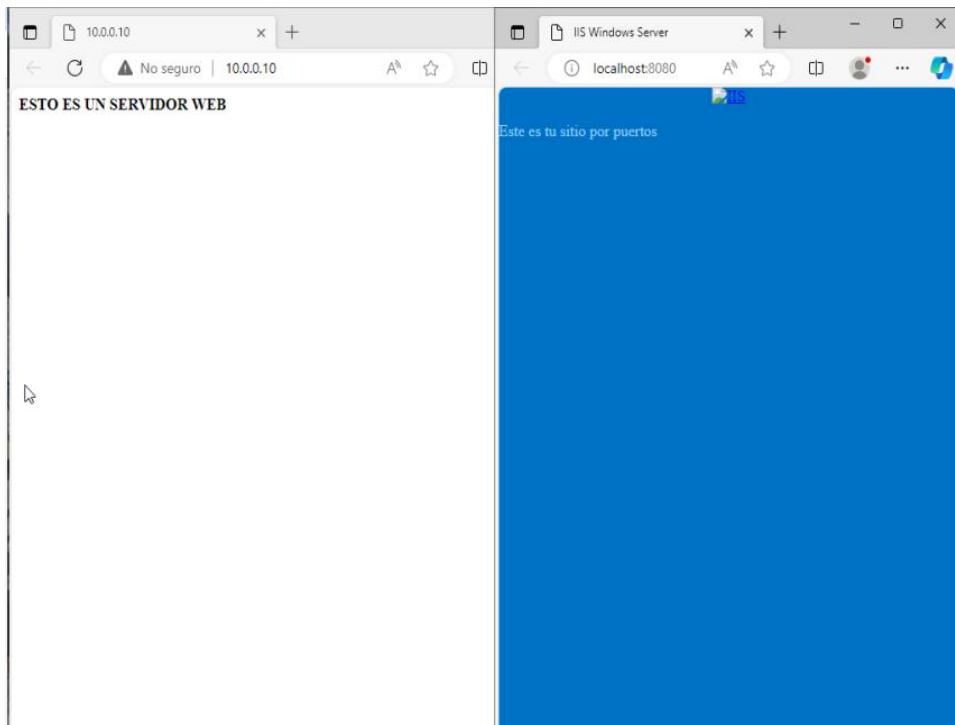 10.0.0.10
No seguro | 10.0.0.10
ESTO ES UN SERVIDOR WEB
IIS Windows Server
localhost:8080
IIS
Este es tu sitio por puertos